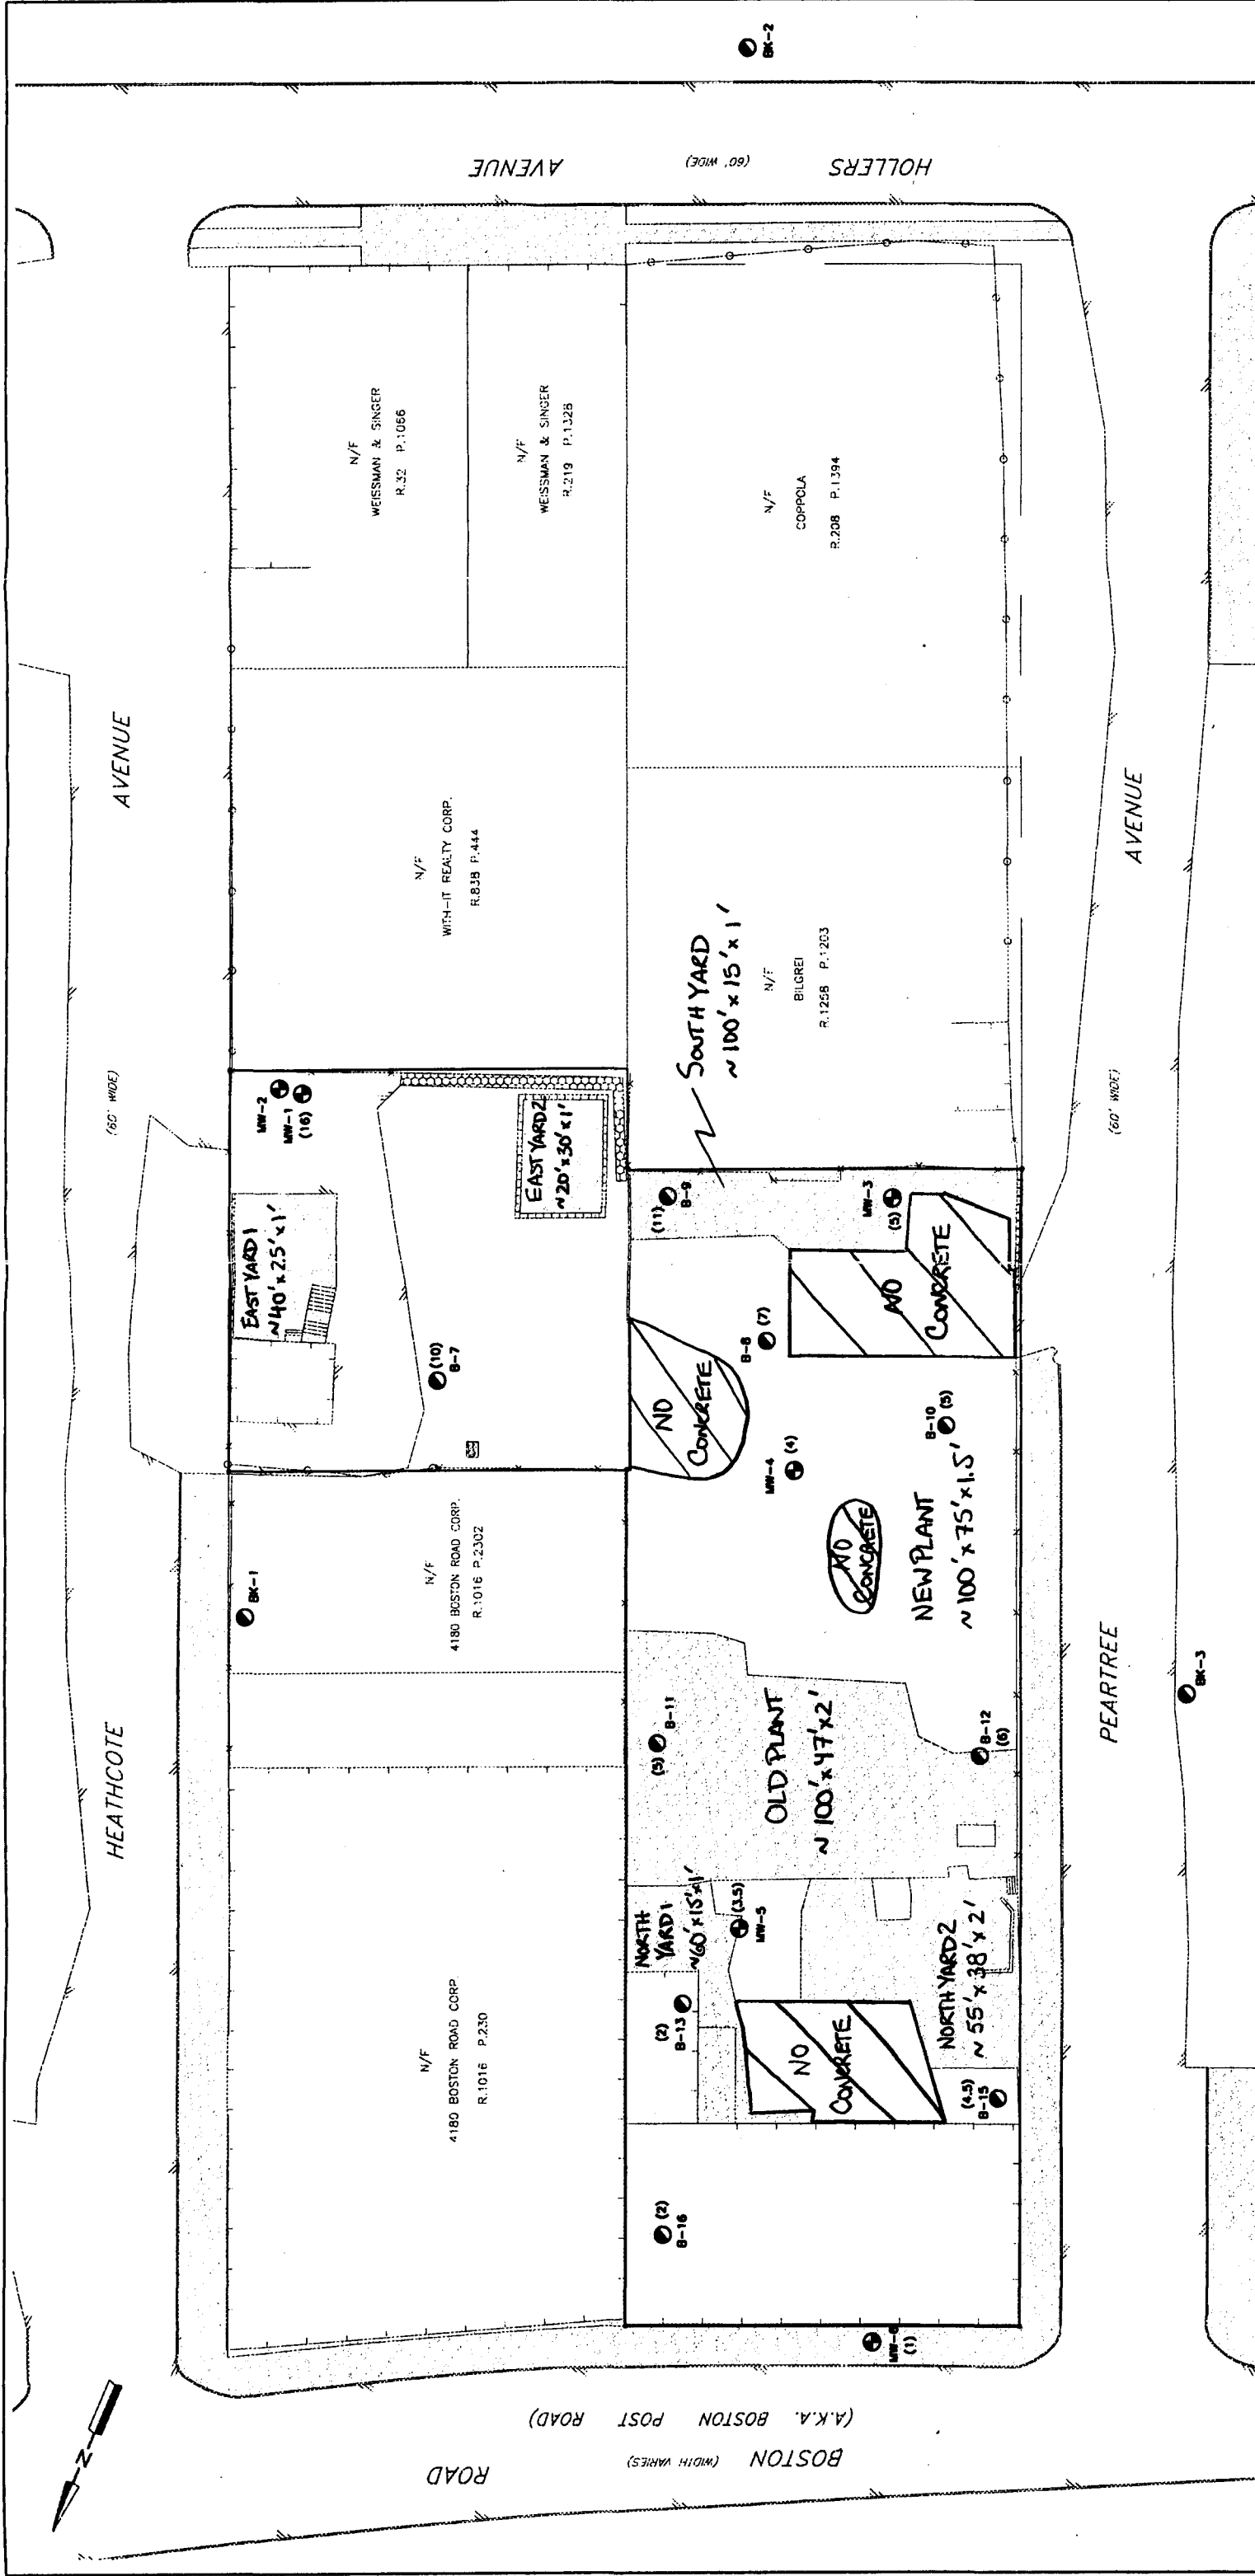 BK-2
HOLLERS
(60' WIDE)
AVENUE
N/F
WEISSMAN & SINGER
R.32 P.1066
N/F
WEISSMAN & SINGER
R.219 P.1328
N/F
COPPOLA
R.208 P.1394
AVENUE
N/F
WITH-IT REALTY CORP.
R.838 P.444
SOUTH YARD
~100'x15'x1'
N/F
BILGREI
R.1258 P.1203
AVENUE
(60' WIDE)
(60' WIDE)
MW-2
MW-1
(16)
EAST YARD 2
~20'x30'x1'
EAST YARD 1
~40'x25'x1'
(11)
B-9
MW-3
(5)
NO
CONCRETE
(10)
B-7
B-8 (7)
NO
CONCRETE
B-10 (5)
MW-4 (4)
NO
CONCRETE
NEW PLANT
~100'x75'x1.5'
BK-1
N/F
4180 BOSTON ROAD CORP.
R.1016 P.2302
HEATHCOTE
PEARTREE
BK-3
(5) B-11
OLD PLANT
~100'x47'x2'
B-12
(6)
N/F
4180 BOSTON ROAD CORP.
R.1016 P.230
NORTH
YARD 1
~60'x15'x1'
(3.5)
MW-5
NORTH YARD 2
~55'x38'x2'
(2)
B-13
NO
CONCRETE
(4.5)
B-15
(2)
B-16
MW-6
(1)
N
BOSTON (WIDTH VARIES) ROAD
(A.K.A. BOSTON POST ROAD)